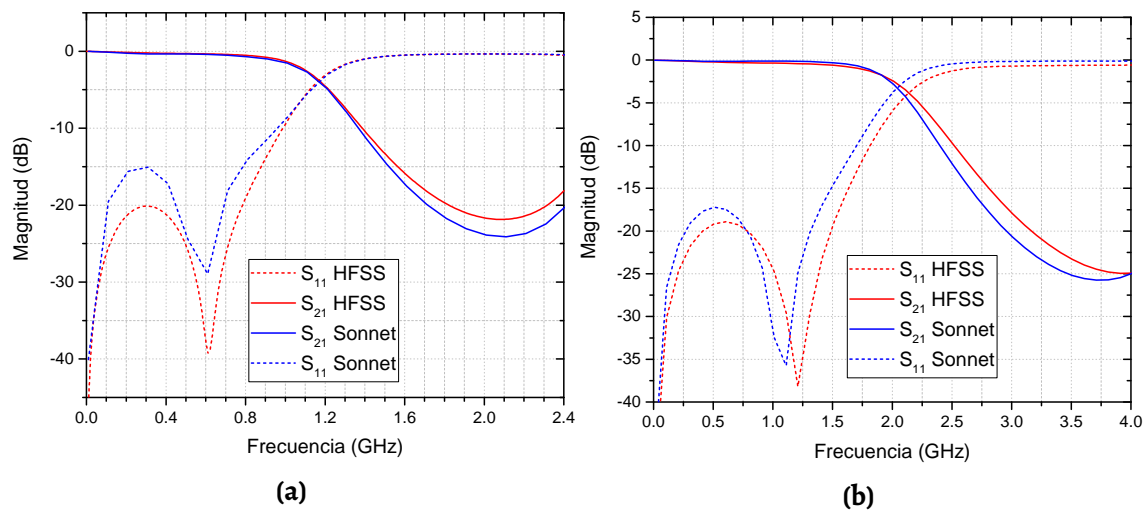 0
-10
-20
-30
-40
Magnitud (dB)
0.0 0.4 0.8 1.2 1.6 2.0 2.4
Frecuencia (GHz)
S11 HFSS
S21 HFSS
S21 Sonnet
S11 Sonnet
(a)
5
0
-5
-10
-15
-20
-25
-30
-35
-40
Magnitud (dB)
0.0 0.5 1.0 1.5 2.0 2.5 3.0 3.5 4.0
Frecuencia (GHz)
S11 HFSS
S21 HFSS
S21 Sonnet
S11 Sonnet
(b)